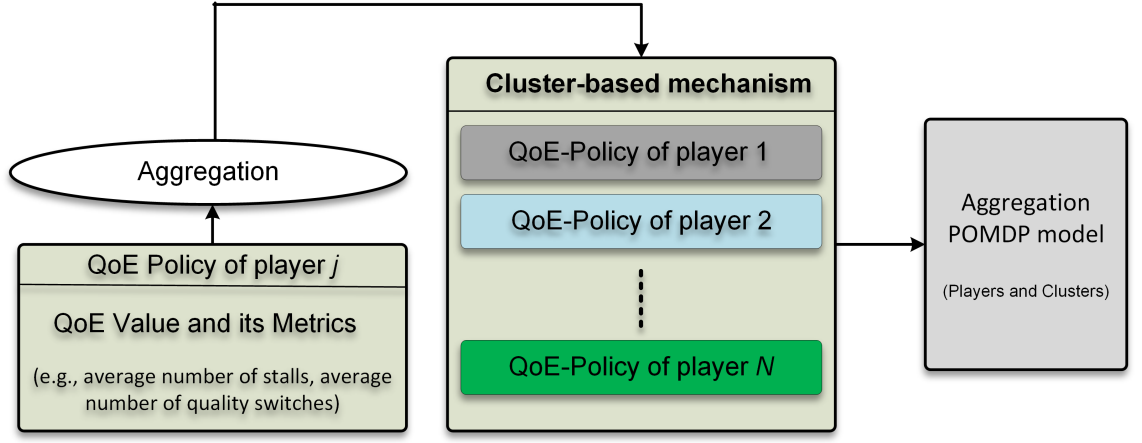 Aggregation
QoE Policy of player j
QoE Value and its Metrics
(e.g., average number of stalls, average
number of quality switches)
Cluster-based mechanism
QoE-Policy of player 1
QoE-Policy of player 2
QoE-Policy of player N
Aggregation
POMDP model
(Players and Clusters)